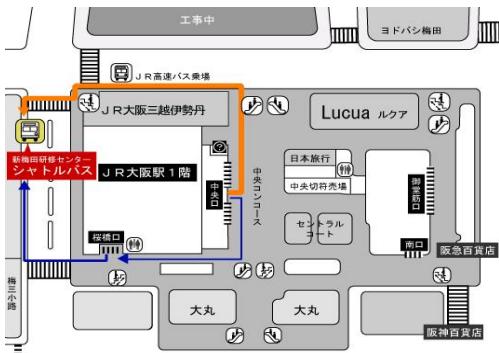 工事中
ヨドバシ梅田
JR高速バス乗場
JR大阪三越伊勢丹
Lucua ルクア
新梅田研修センター
シャトルバス
JR大阪駅1階
中央口
中央コンコース
日本旅行
中央切符売場
御堂筋口
セントラル
コート
桜橋口
南口
阪急百貨店
梅三小路
大丸
大丸
阪神百貨店